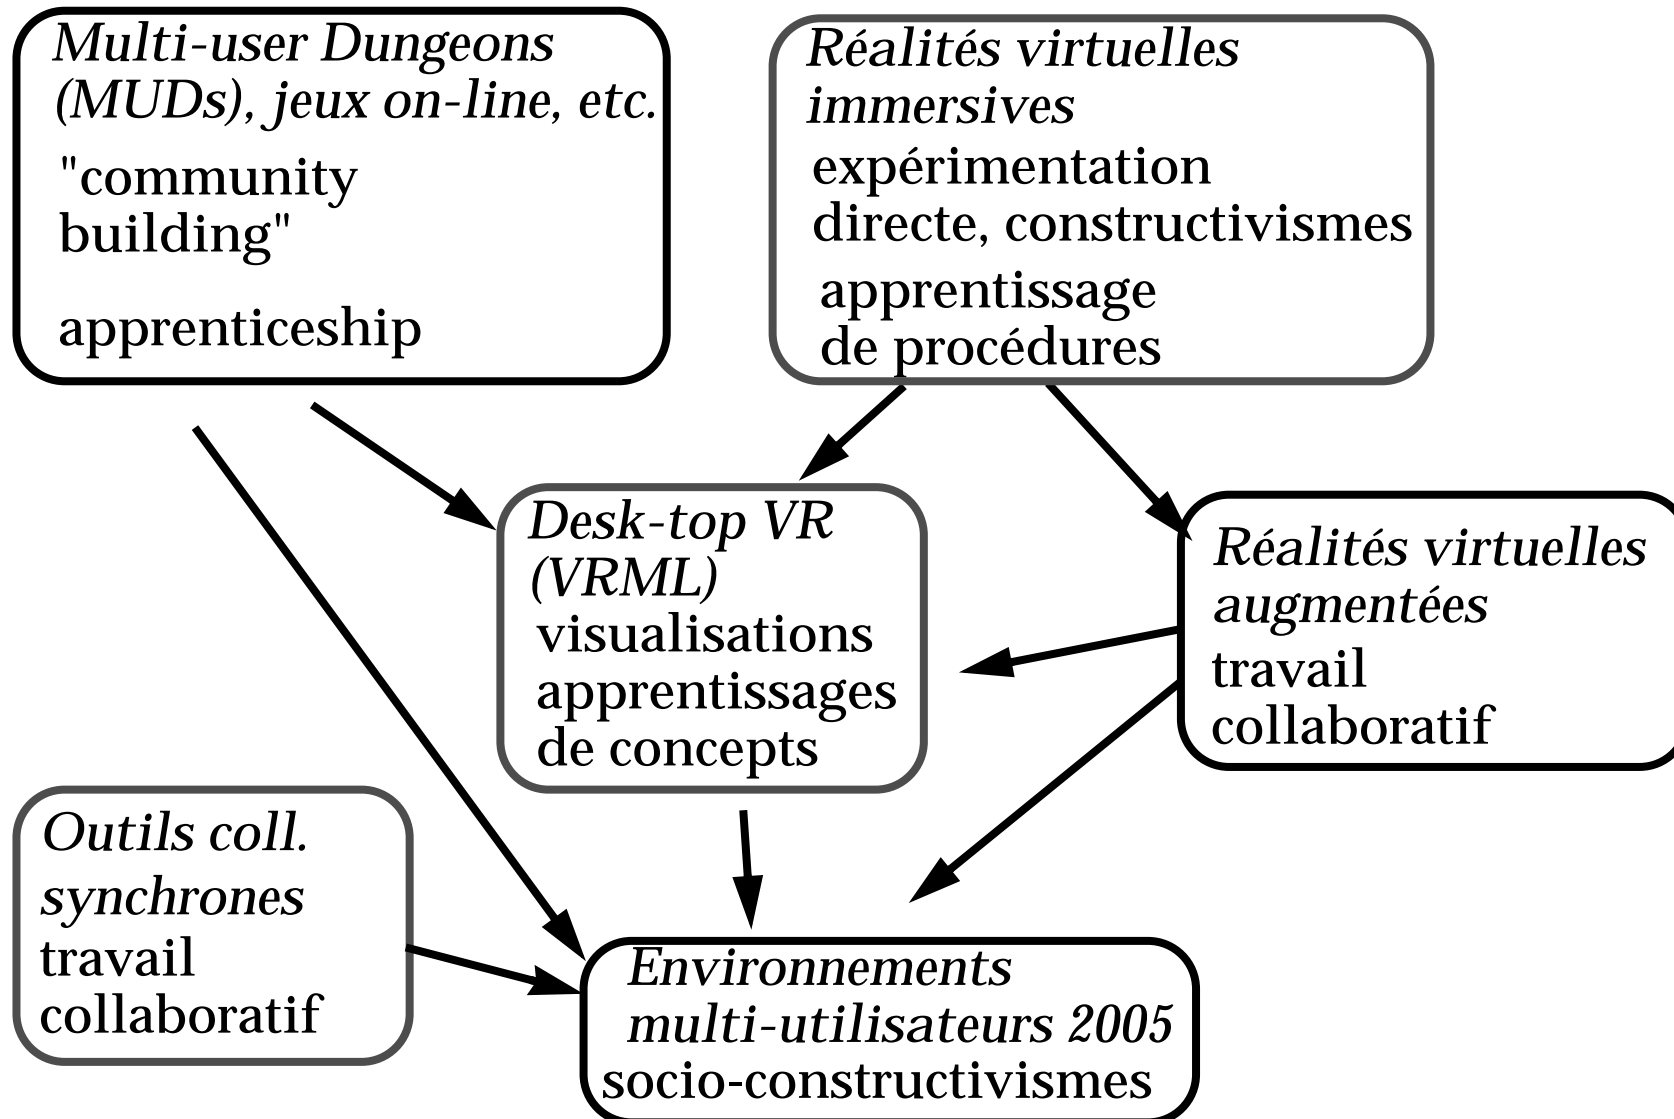 Multi-user Dungeons
(MUDs), jeux on-line, etc.
"community
building"
apprenticeship
Réalités virtuelles
immersives
expérimentation
directe, constructivismes
apprentissage
de procédures
Desk-top VR
(VRML)
visualisations
apprentissages
de concepts
Réalités virtuelles
augmentées
travail
collaboratif
Outils coll.
synchrones
travail
collaboratif
Environnements
multi-utilisateurs 2005
socio-constructivismes